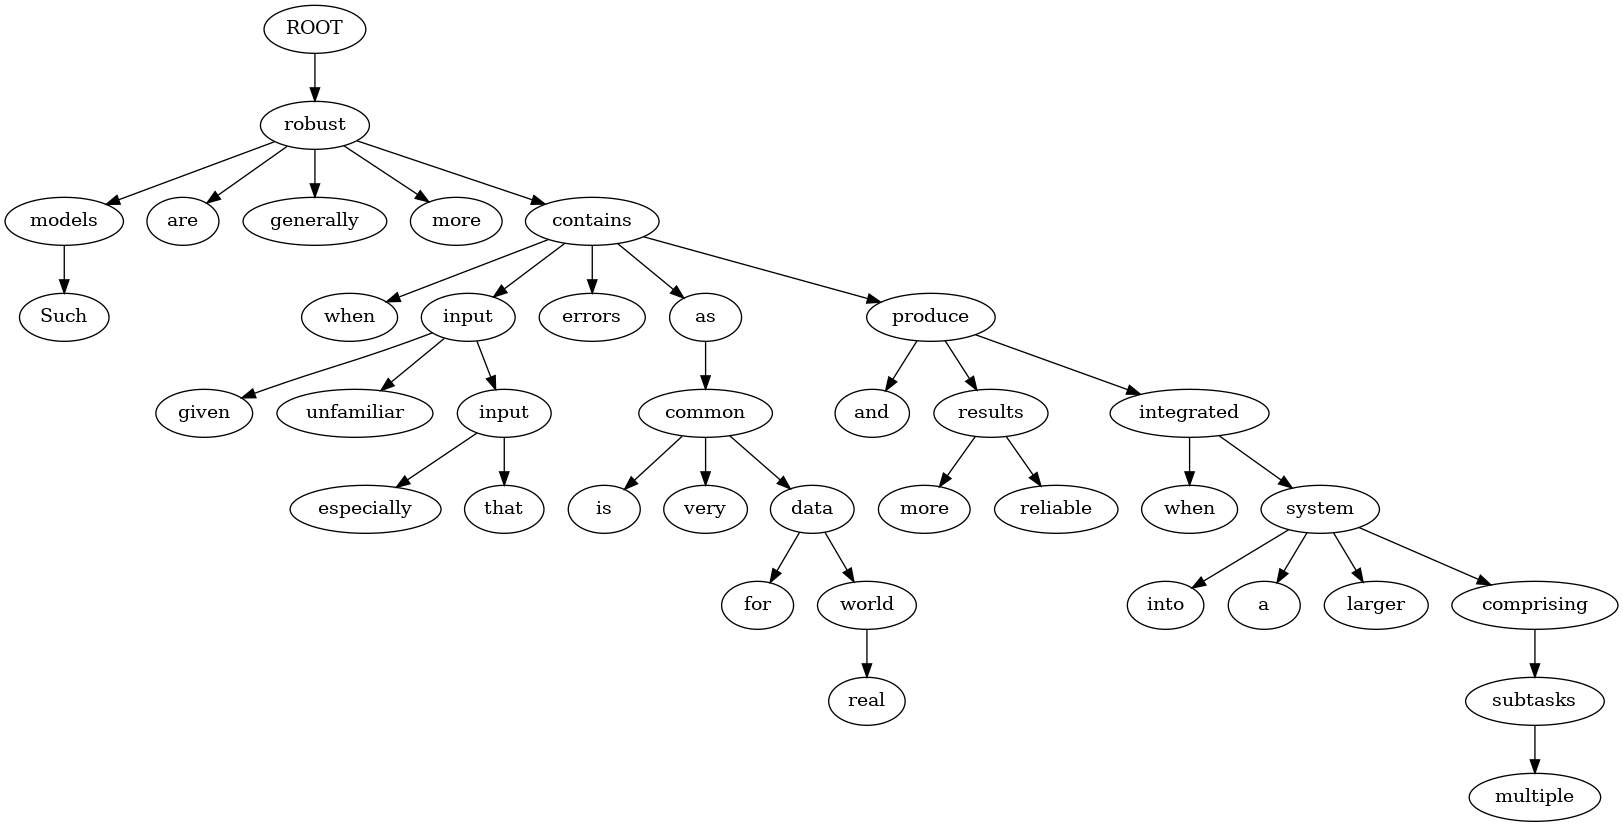 ROOT
robust
models are generally more contains
Such when input errors as produce
given unfamiliar input common and results integrated
especially that is very data more reliable when system
for world into a larger comprising
real subtasks
multiple